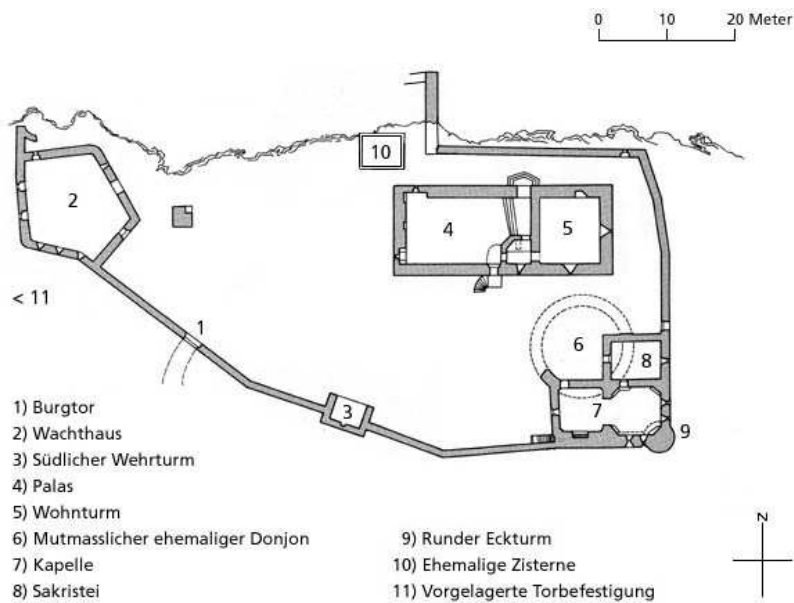 0 10 20 Meter
10
2
4
5
< 11
1
6
8
3
7
9
1) Burgtor
2) Wachthaus
3) Südlicher Wehrturm
4) Palas
5) Wohnturm
6) Mutmasslicher ehemaliger Donjon
7) Kapelle
8) Sakristei
9) Runder Eckturm
10) Ehemalige Zisterne
11) Vorgelagerte Torbefestigung
N